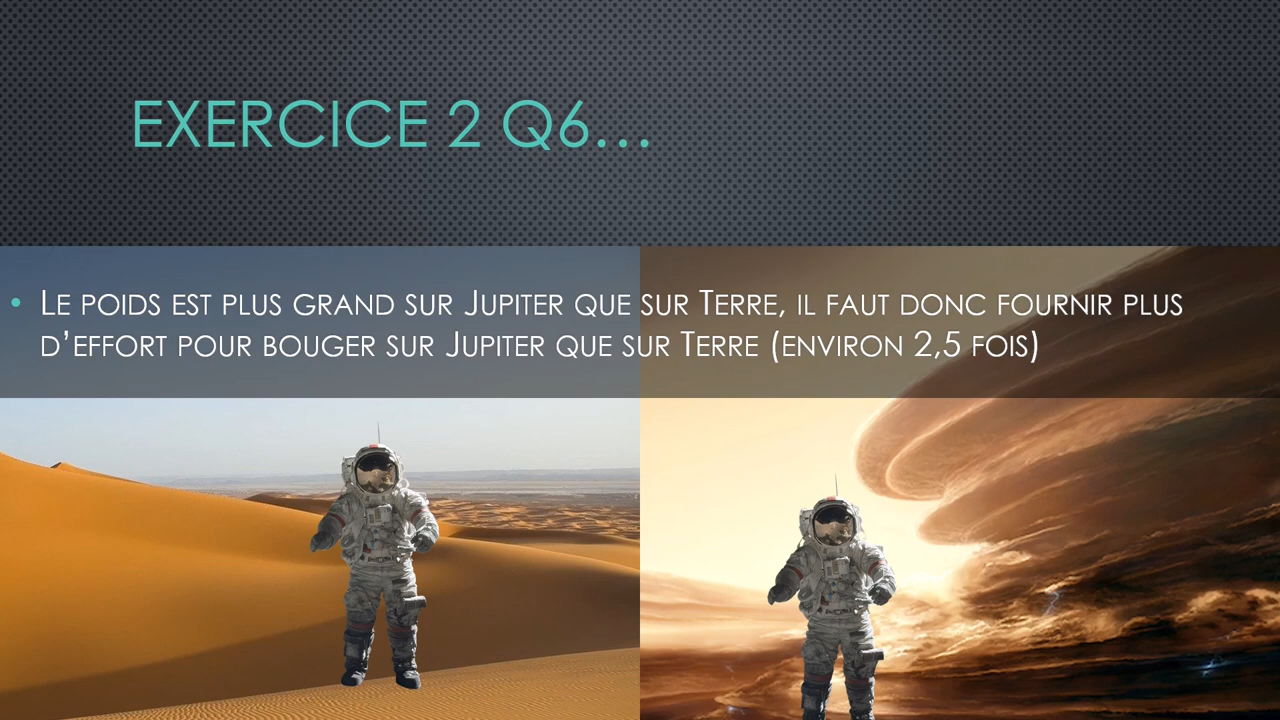 EXERCICE 2 Q6…
• Le poids est plus grand sur Jupiter que sur Terre, il faut donc fournir plus
d’effort pour bouger sur Jupiter que sur Terre (environ 2,5 fois)